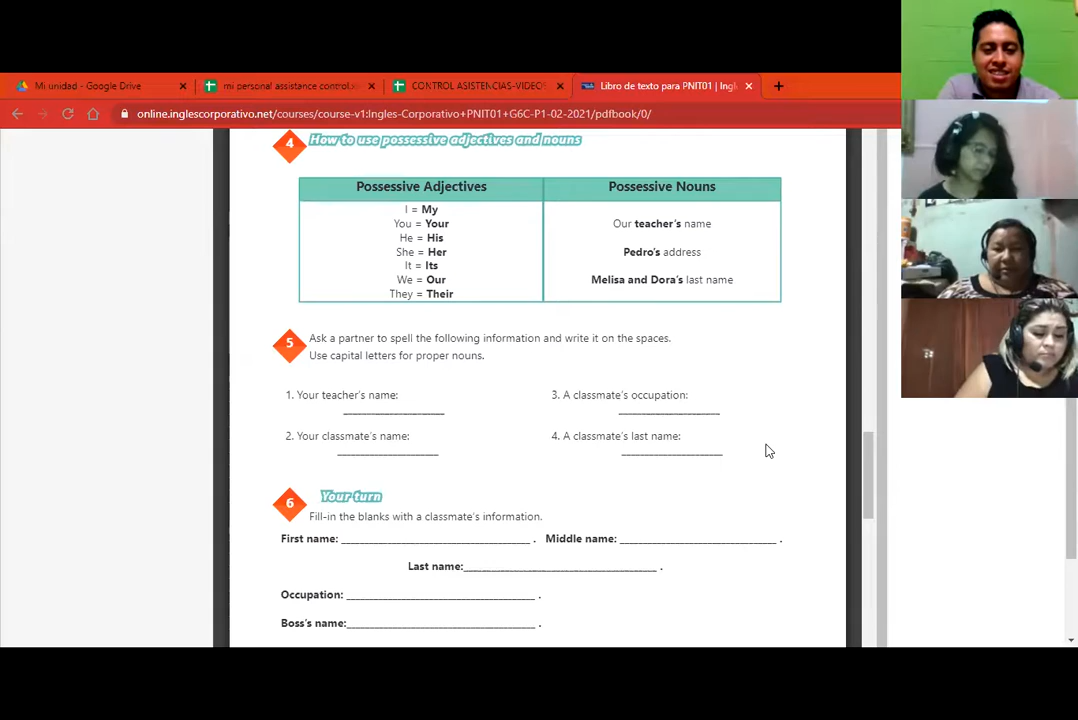 Mi unidad - Google Drive
mi personal assistance control.x
CONTROL ASISTENCIAS-VIDEOS
Libro de texto para PNIT01 | Ingl
online.inglescorporativo.net/courses/course-v1:Ingles-Corporativo+PNIT01+G6C-P1-02-2021/pdfbook/0/
4 How to use possessive adjectives and nouns
Possessive Adjectives
I = My
You = Your
He = His
She = Her
It = Its
We = Our
They = Their
Possessive Nouns
Our teacher's name
Pedro's address
Melisa and Dora's last name
5 Ask a partner to spell the following information and write it on the spaces.
Use capital letters for proper nouns.
1. Your teacher's name:
2. Your classmate's name:
3. A classmate's occupation:
4. A classmate's last name:
6 Your turn
Fill-in the blanks with a classmate's information.
First name: ______________________ . Middle name: ______________________ .
Last name:______________________ .
Occupation: ______________________ .
Boss's name:______________________ .